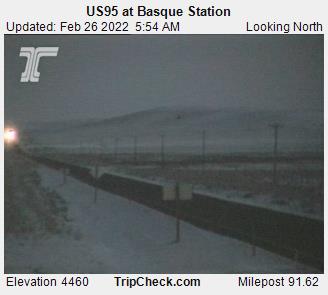 US95 at Basque Station
Updated: Feb 26 2022  5:54 AM Looking North
Elevation 4460 TripCheck.com Milepost 91.62